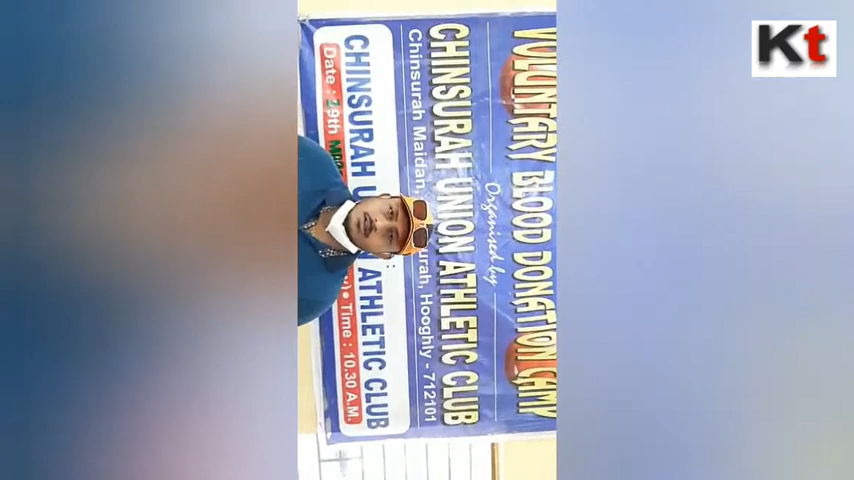 Kt
VOLUNTARY BLOOD DONATION CAMP
Organised by
CHINSURAH UNION ATHLETIC CLUB
Chinsurah Maidan, Hooghly - 712101
CHINSURAH ATHLETIC CLUB
Date : 29th Time : 10.30 A.M.